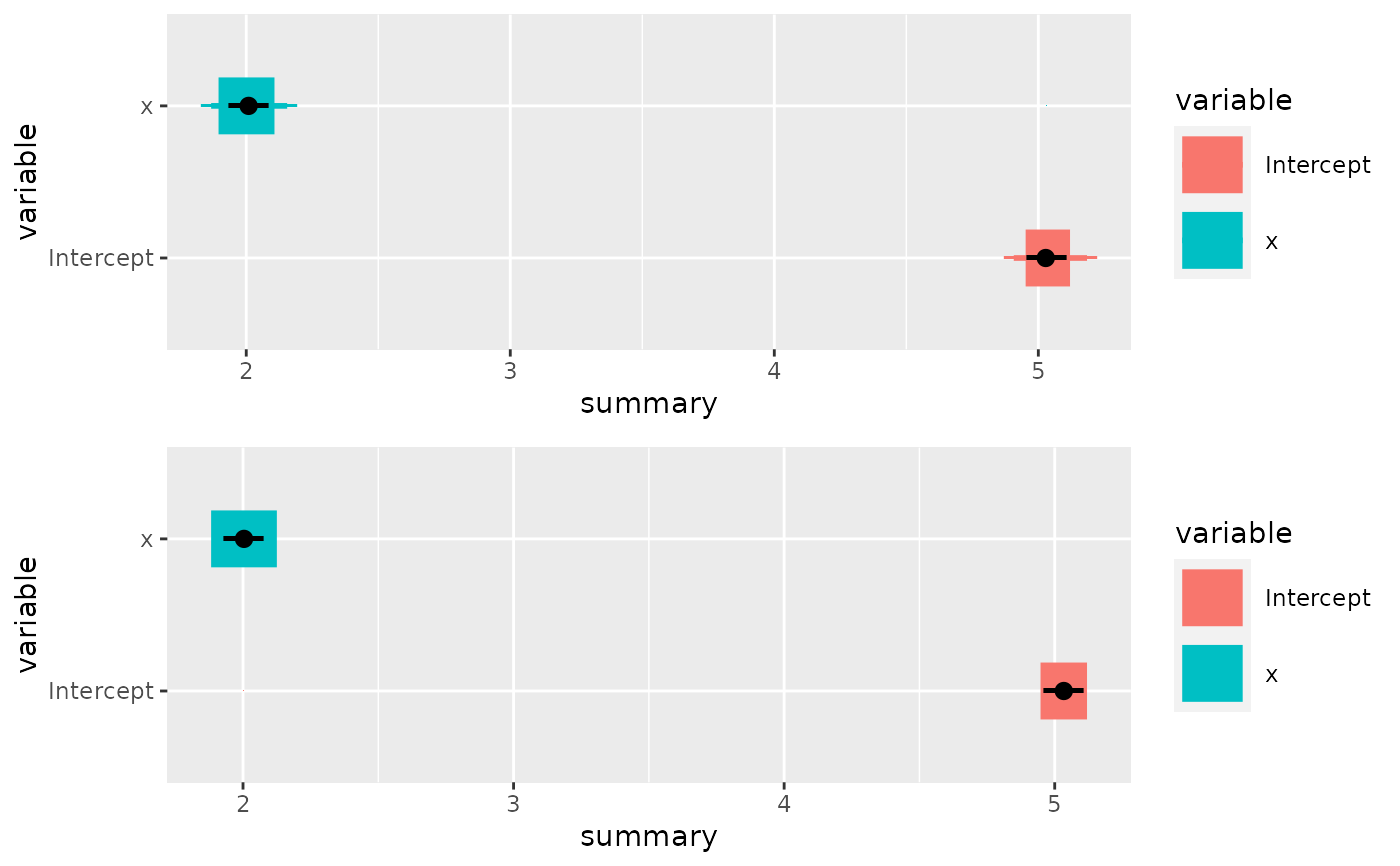 variable
x
Intercept
2 3 4 5
summary
variable
Intercept
x
variable
x
Intercept
2 3 4 5
summary
variable
Intercept
x